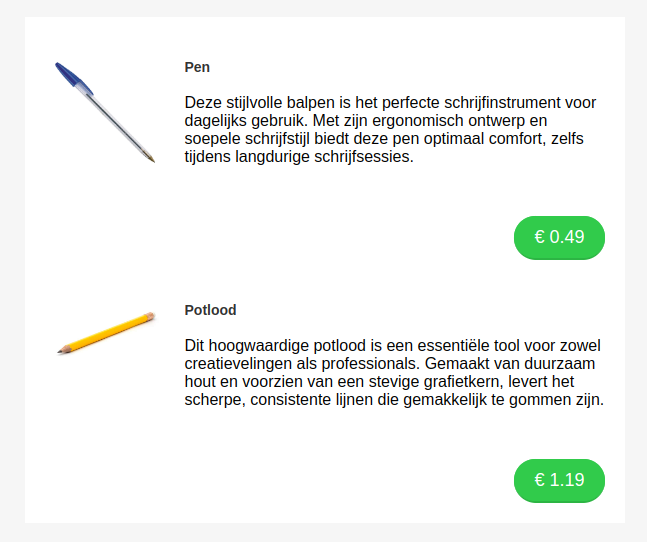 Pen
Deze stijlvolle balpen is het perfecte schrijfinstrument voor
dagelijks gebruik. Met zijn ergonomisch ontwerp en
soepele schrijfstijl biedt deze pen optimaal comfort, zelfs
tijdens langdurige schrijfsessies.
€ 0.49
Potlood
Dit hoogwaardige potlood is een essentiële tool voor zowel
creatievelingen als professionals. Gemaakt van duurzaam
hout en voorzien van een stevige grafietkern, levert het
scherpe, consistente lijnen die gemakkelijk te gommen zijn.
€ 1.19